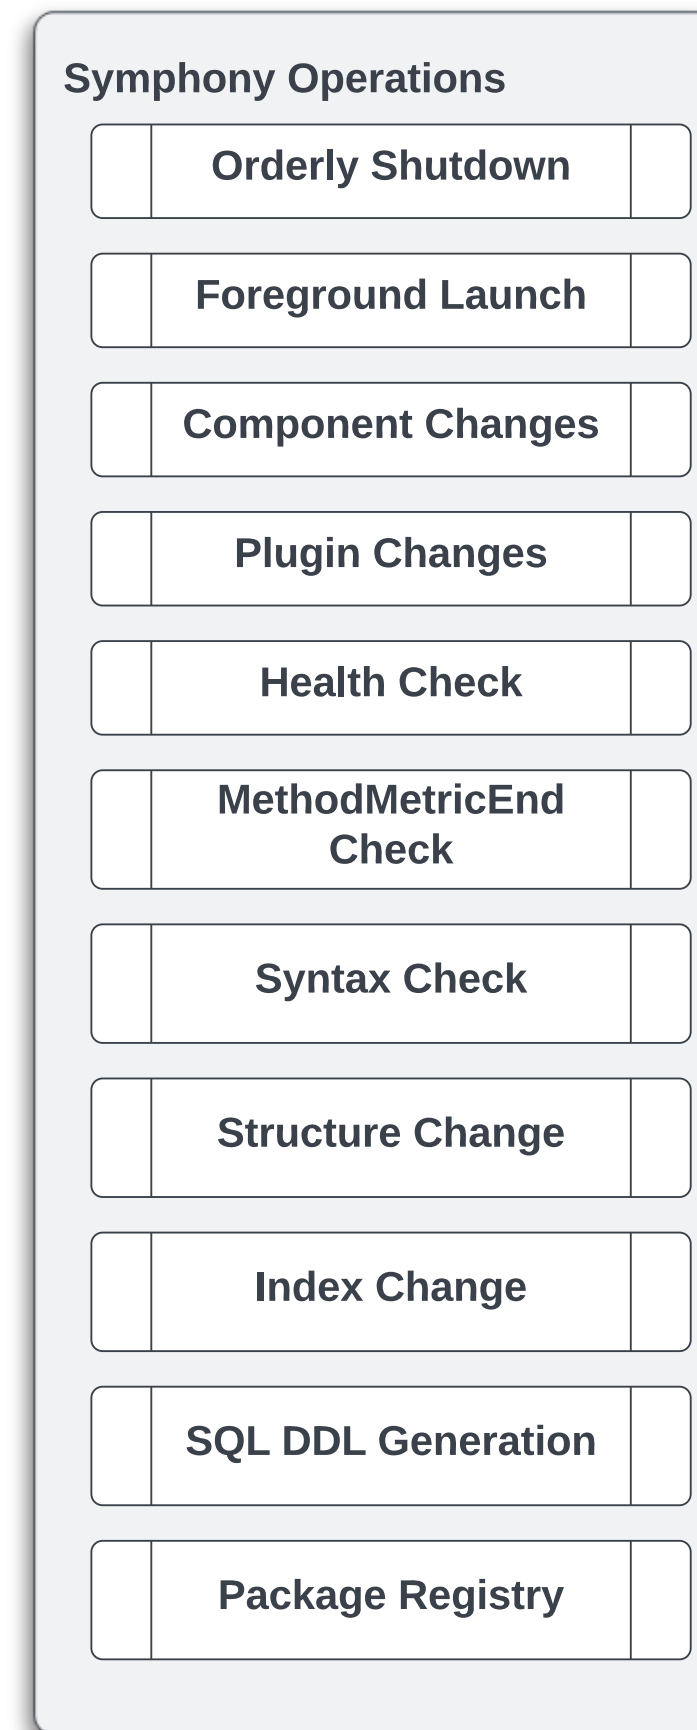 Symphony Operations
Orderly Shutdown
Foreground Launch
Component Changes
Plugin Changes
Health Check
MethodMetricEnd
Check
Syntax Check
Structure Change
Index Change
SQL DDL Generation
Package Registry